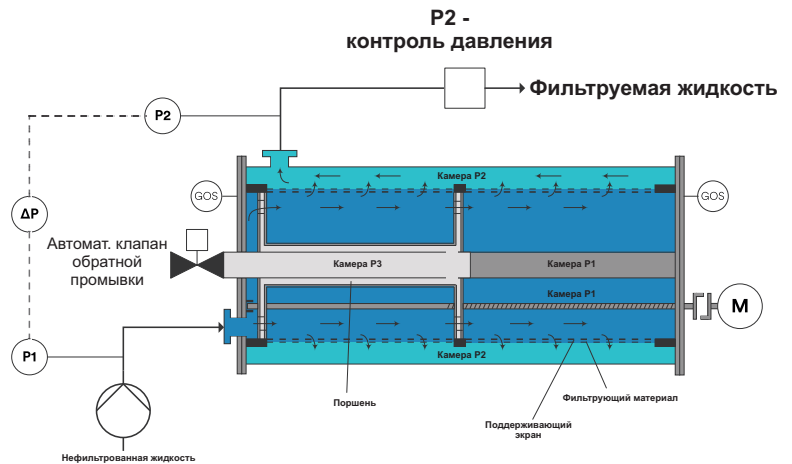 P2 -
контроль давления
Фильтруемая жидкость
P2
Камера P2
GOS
GOS
ΔP
Автомат. клапан
обратной
промывки
Камера P3
Камера P1
Камера P1
M
P1
Камера P2
Поршень
Фильтрующий материал
Поддерживающий
экран
Нефильтрованная жидкость